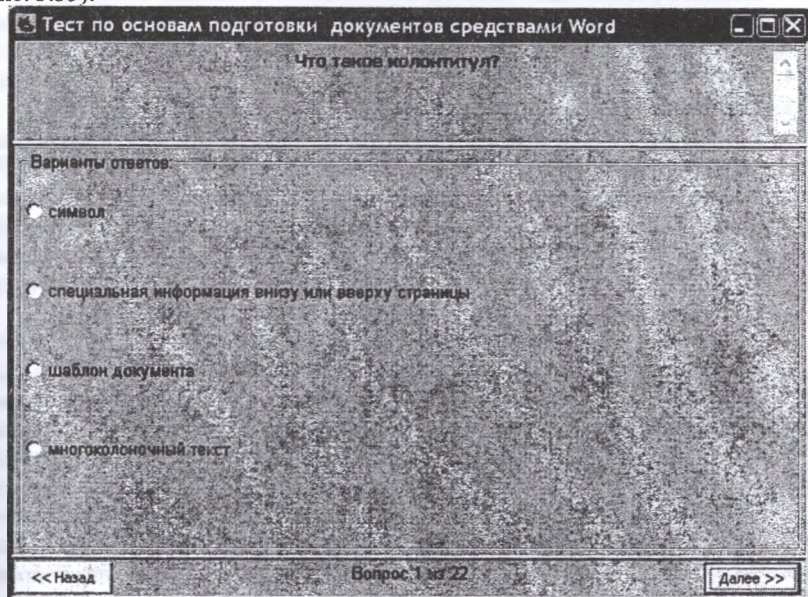 Тест по основам подготовки документов средствами Word
Что такое колонтитул?
Варианты ответов:
символ
специальная информация внизу или вверху страницы
шаблон документа
многоколоночный текст
<< Назад
Вопрос 1 из 22
Далее >>